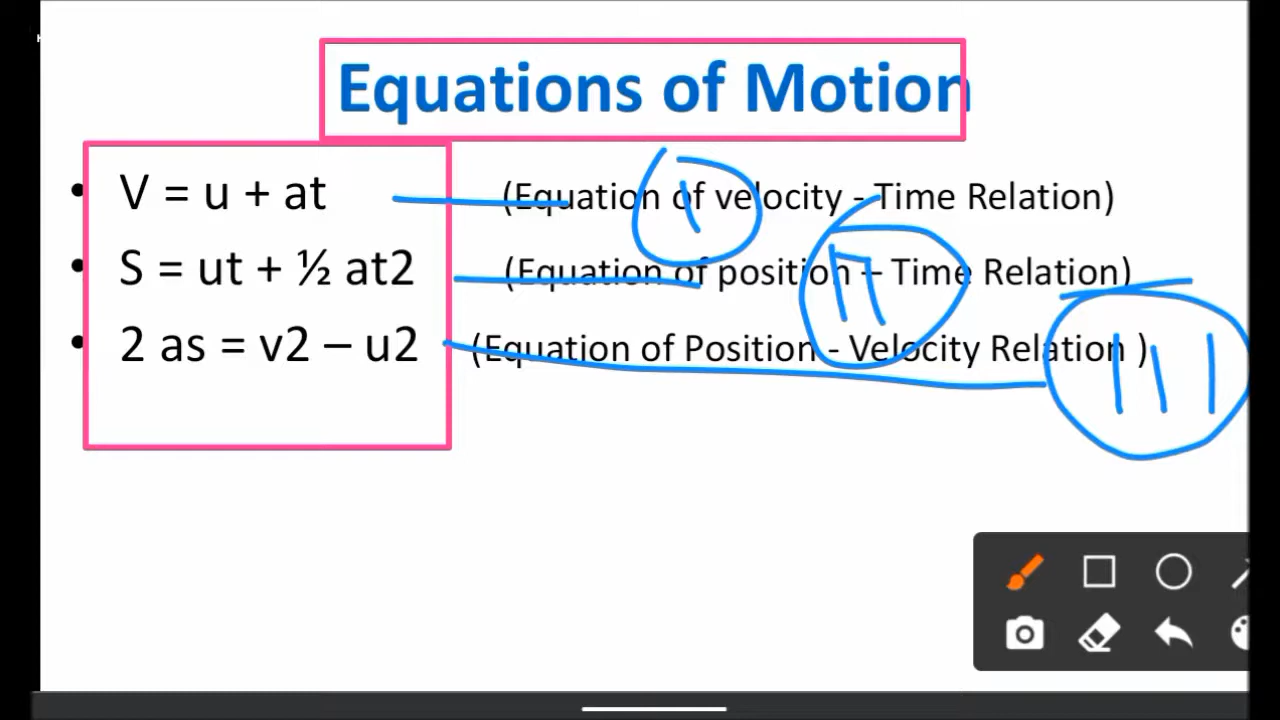 Equations of Motion
• V = u + at (Equation of velocity - Time Relation)
I
• S = ut + ½ at2 (Equation of position – Time Relation)
II
• 2 as = v2 – u2 (Equation of Position - Velocity Relation )
III